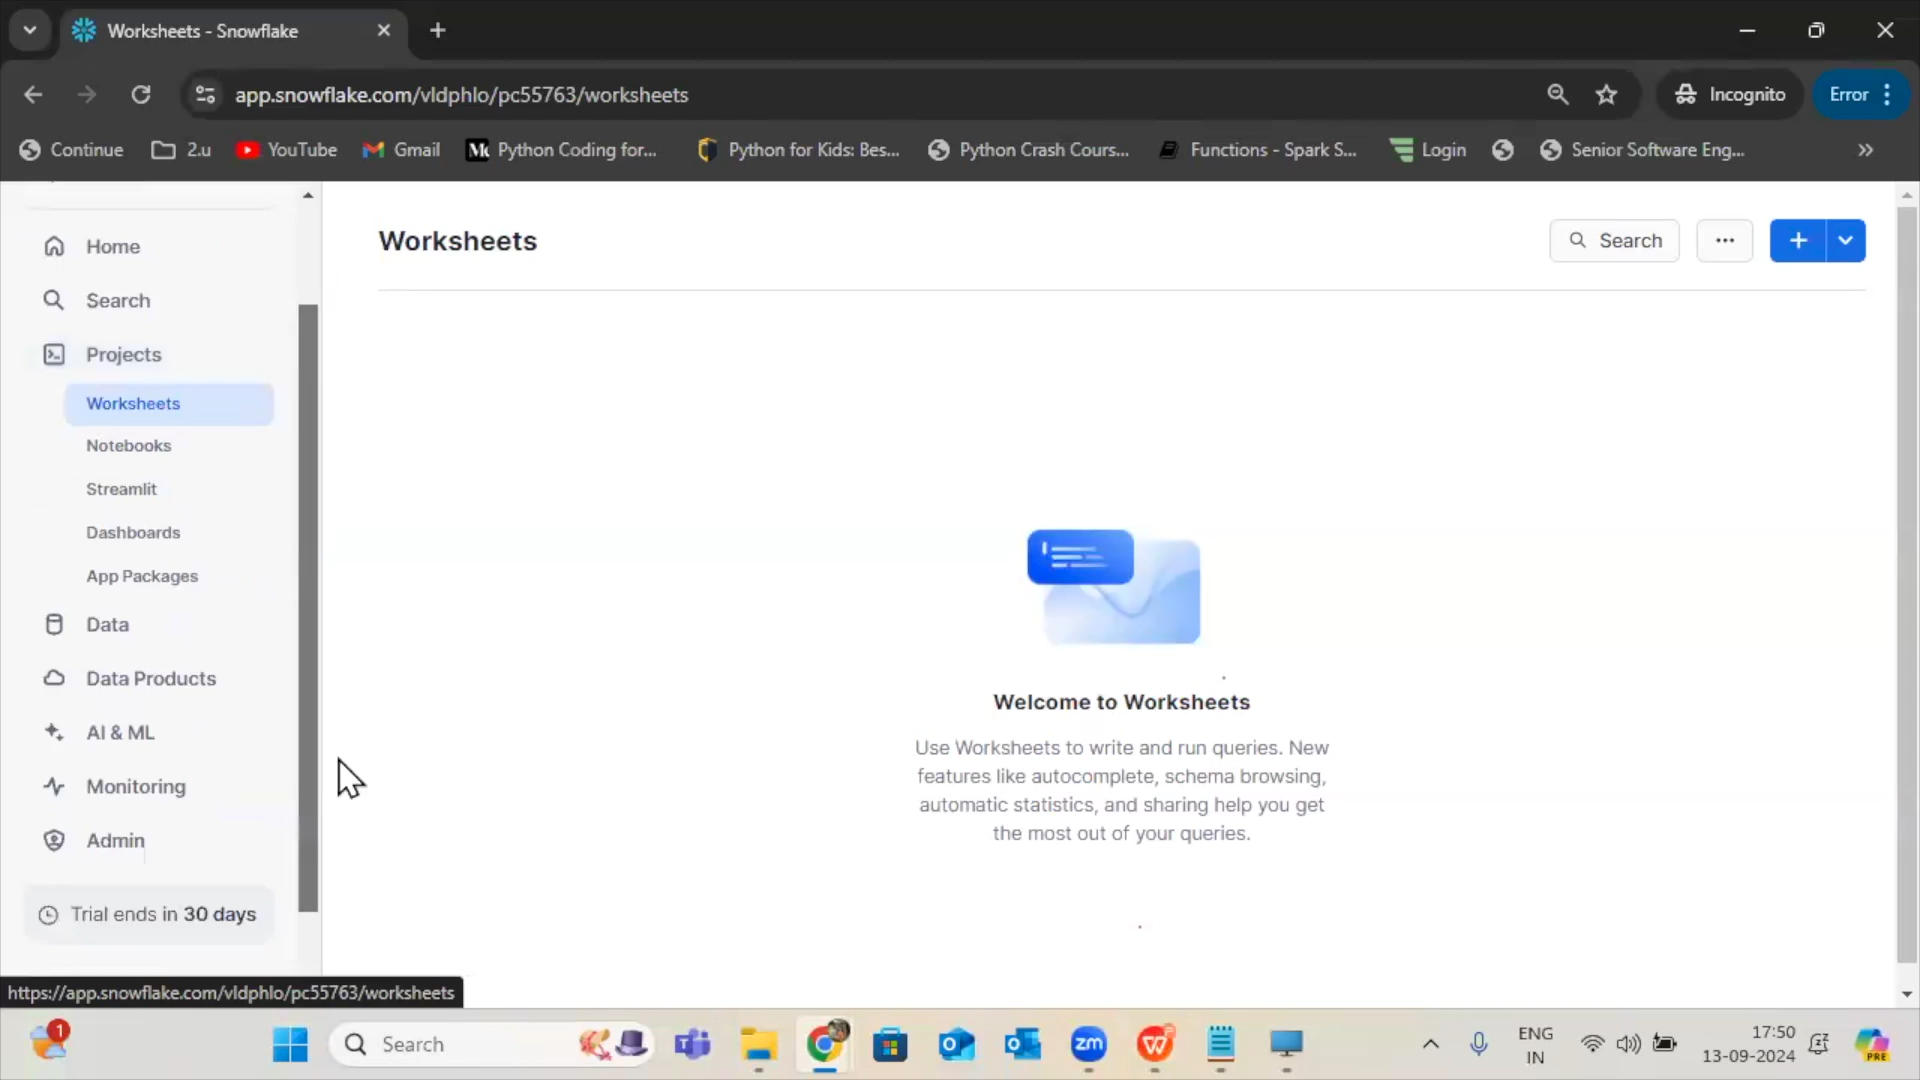 Worksheets - Snowflake
app.snowflake.com/vldphlo/pc55763/worksheets
Incognito
Error
Continue
2.u
YouTube
Gmail
Python Coding for...
Python for Kids: Bes...
Python Crash Cours...
Functions - Spark S...
Login
Senior Software Eng...
Home
Search
Projects
Worksheets
Notebooks
Streamlit
Dashboards
App Packages
Data
Data Products
AI & ML
Monitoring
Admin
Trial ends in 30 days
Worksheets
Search
Welcome to Worksheets
Use Worksheets to write and run queries. New
features like autocomplete, schema browsing,
automatic statistics, and sharing help you get
the most out of your queries.
https://app.snowflake.com/vldphlo/pc55763/worksheets
1
Search
zm
ENG
IN
17:50
13-09-2024
PRE